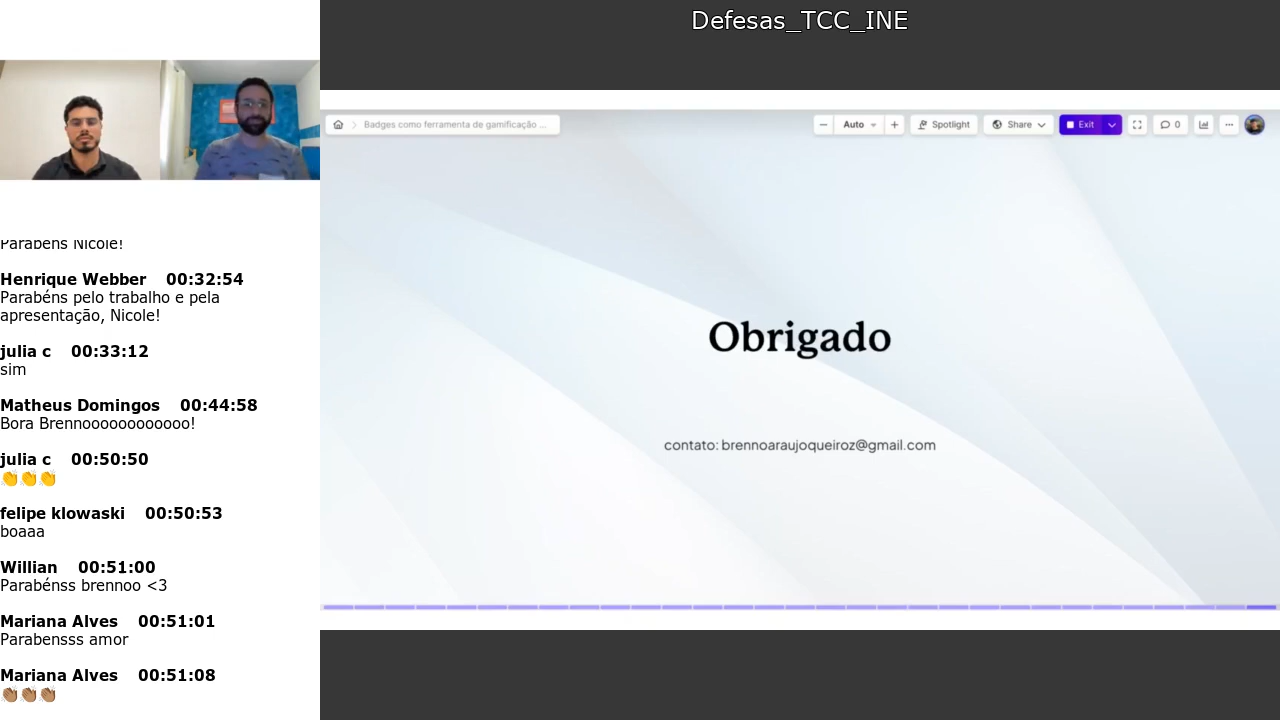 Defesas_TCC_INE
Badges como ferramenta de gamificação ...
Auto
Spotlight
Share
Exit
0
Parabéns Nicole!
Henrique Webber 00:32:54
Parabéns pelo trabalho e pela
apresentação, Nicole!
julia c 00:33:12
sim
Matheus Domingos 00:44:58
Bora Brennoooooooooooo!
julia c 00:50:50
👏👏👏
felipe klowaski 00:50:53
boaaa
Willian 00:51:00
Parabénss brennoo <3
Mariana Alves 00:51:01
Parabensss amor
Mariana Alves 00:51:08
👏🏽👏🏽👏🏽
Obrigado
contato: brennoaraujoqueiroz@gmail.com